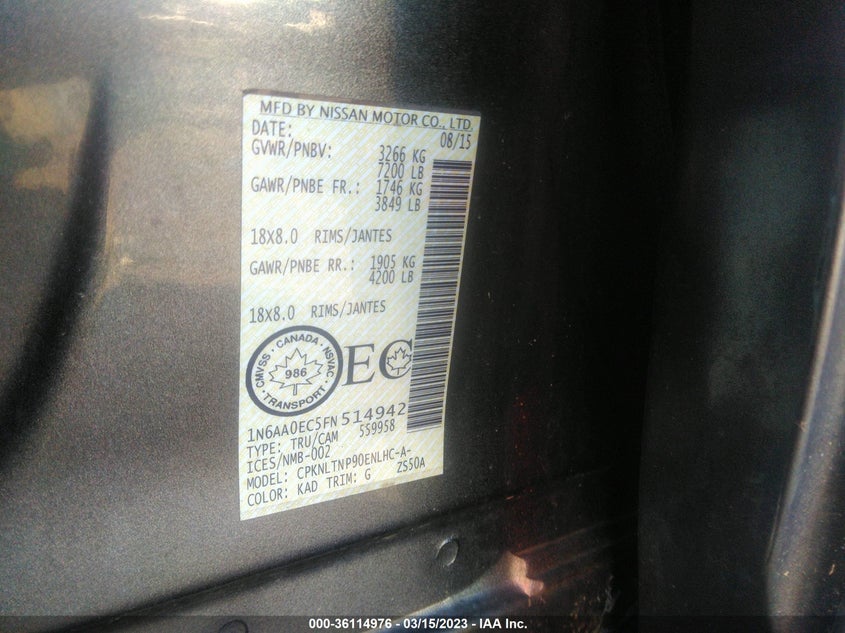 MFD BY NISSAN MOTOR CO., LTD.
DATE: 08/15
GVWR/PNBV: 3266 KG
7200 LB
GAWR/PNBE FR.: 1746 KG
3849 LB
18X8.0 RIMS/JANTES
GAWR/PNBE RR.: 1905 KG
4200 LB
18X8.0 RIMS/JANTES
CANADA
CMVSS · NSVAC
986
TRANSPORT
EC
1N6AA0EC5FN514942
TYPE: TRU/CAM 5S9958
ICES/NMB-002
MODEL: CPKNLTNP90ENLHC-A-
COLOR: KAD TRIM: G ZS50A
000-36114976 - 03/15/2023 - IAA Inc.